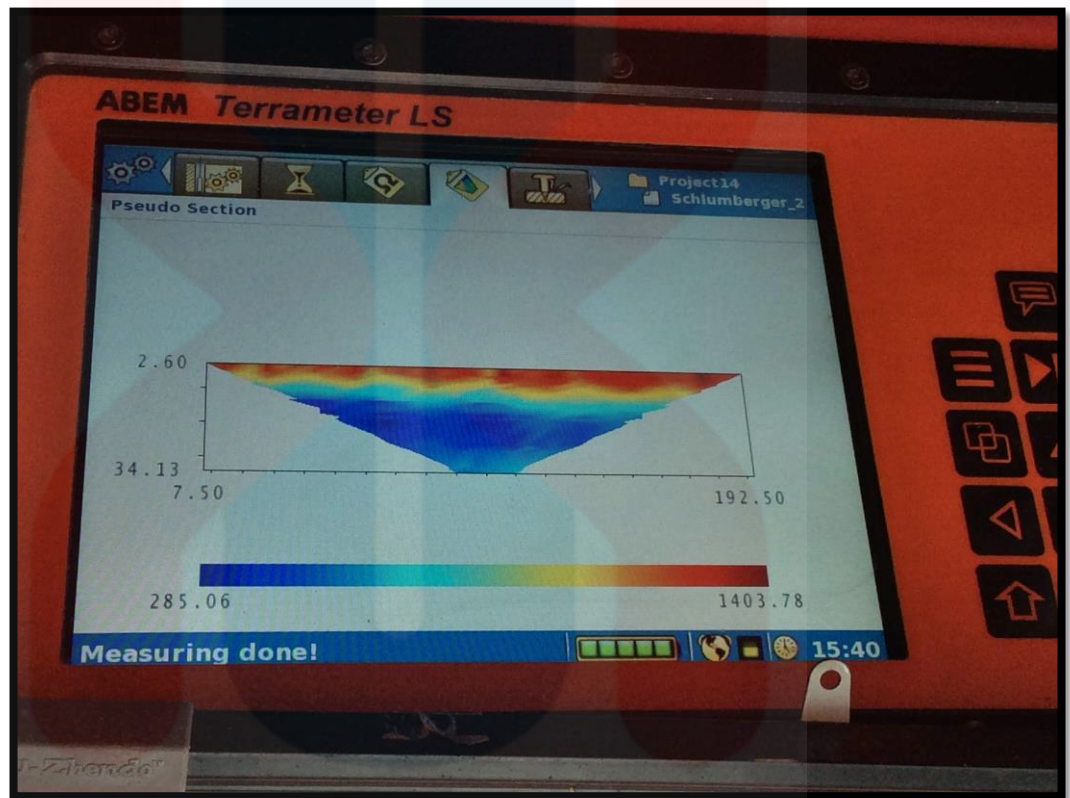 ABEM Terrameter LS
Project14
Schlumberger_2
Pseudo Section
2.60
34.13
7.50
192.50
285.06
1403.78
Measuring done!
15:40